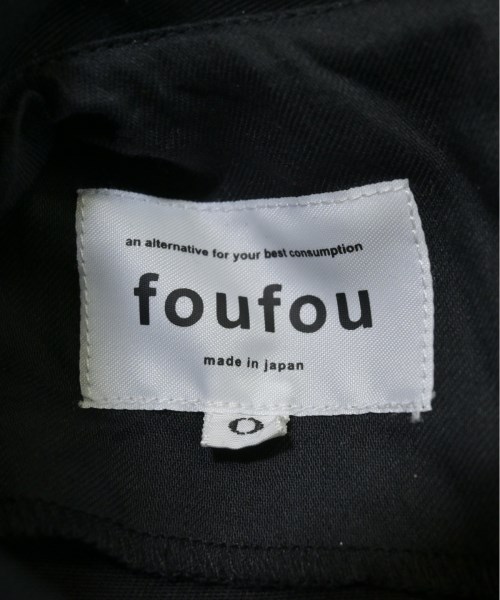 an alternative for your best consumption
foufou
made in japan
0